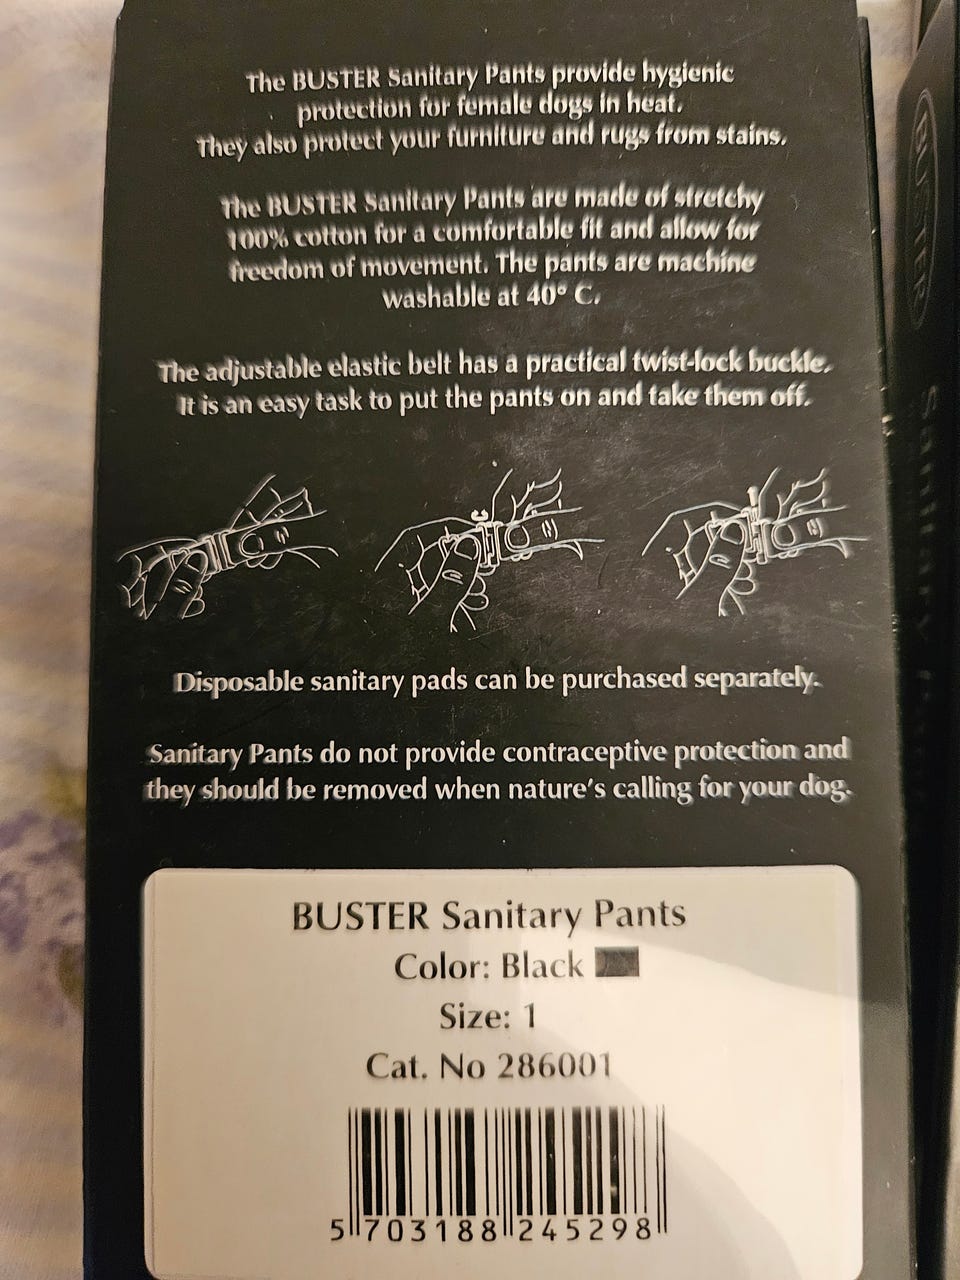 The BUSTER Sanitary Pants provide hygienic
protection for female dogs in heat.
They also protect your furniture and rugs from stains.
The BUSTER Sanitary Pants are made of stretchy
100% cotton for a comfortable fit and allow for
freedom of movement. The pants are machine
washable at 40° C.
The adjustable elastic belt has a practical twist-lock buckle.
It is an easy task to put the pants on and take them off.
Disposable sanitary pads can be purchased separately.
Sanitary Pants do not provide contraceptive protection and
they should be removed when nature's calling for your dog.
BUSTER Sanitary Pants
Color: Black
Size: 1
Cat. No 286001
5 703188 245298
BUSTER
Sanitary